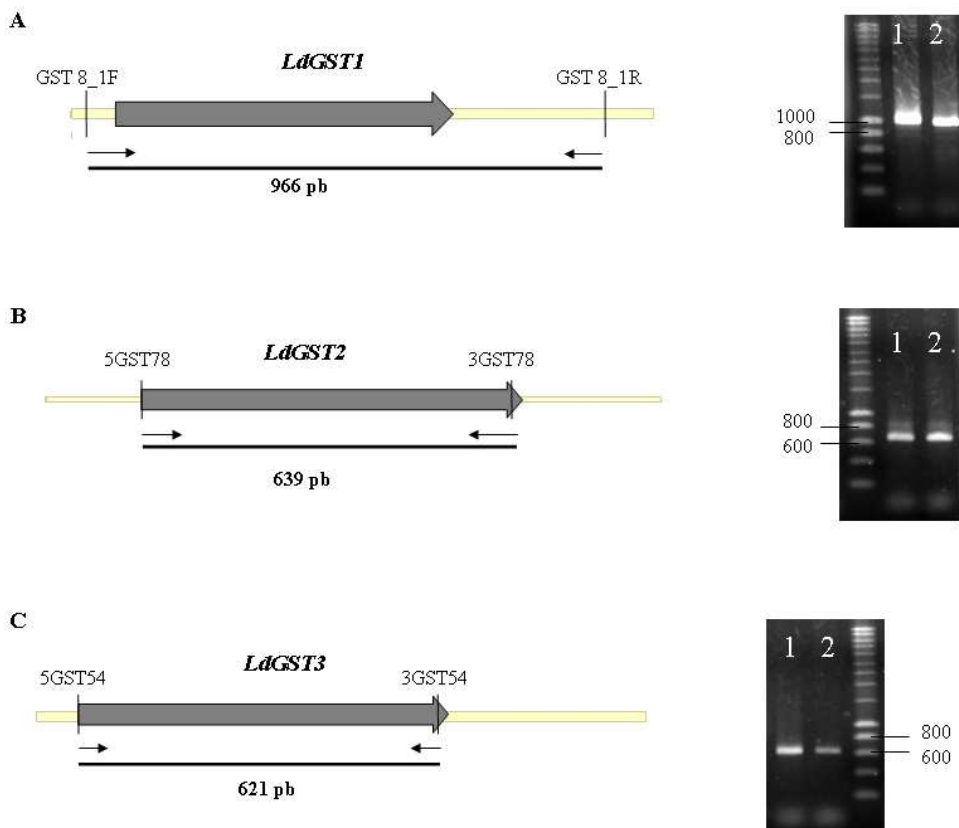 A
LdGST1
GST 8_1F
GST 8_1R
966 pb
1 2
1000
800
B
LdGST2
5GST78
3GST78
639 pb
1 2
800
600
C
LdGST3
5GST54
3GST54
621 pb
1 2
800
600